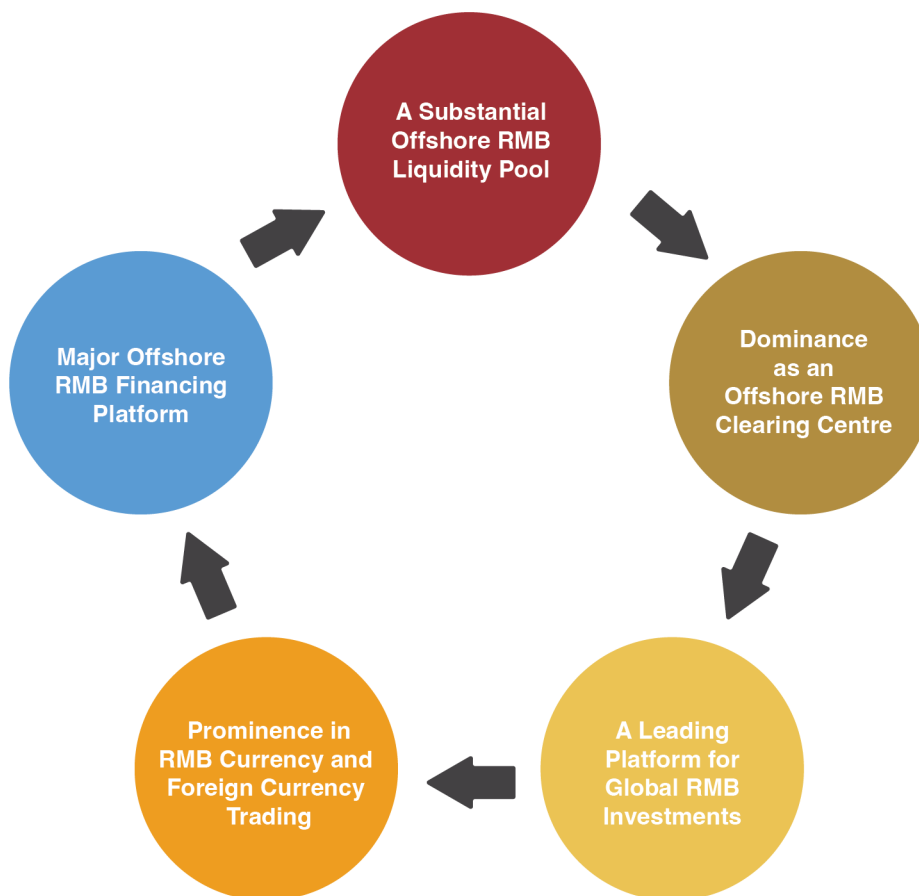 A Substantial
Offshore RMB
Liquidity Pool
Dominance
as an
Offshore RMB
Clearing Centre
A Leading
Platform for
Global RMB
Investments
Prominence in
RMB Currency and
Foreign Currency
Trading
Major Offshore
RMB Financing
Platform